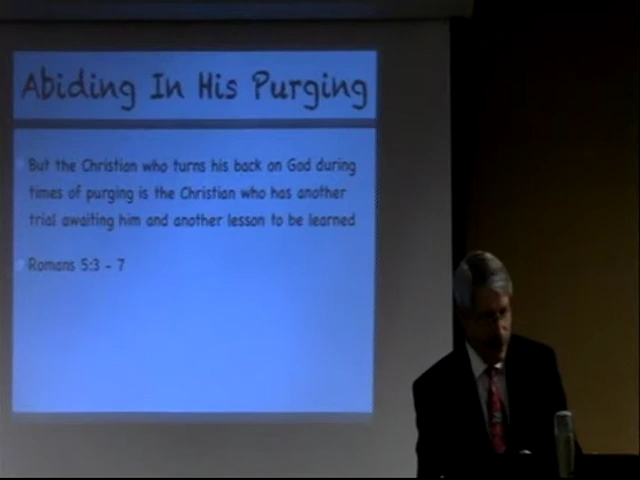 Abiding In His Purging
But the Christian who turns his back on God during
times of purging is the Christian who has another
trial awaiting him and another lesson to be learned
Romans 5:3 - 7